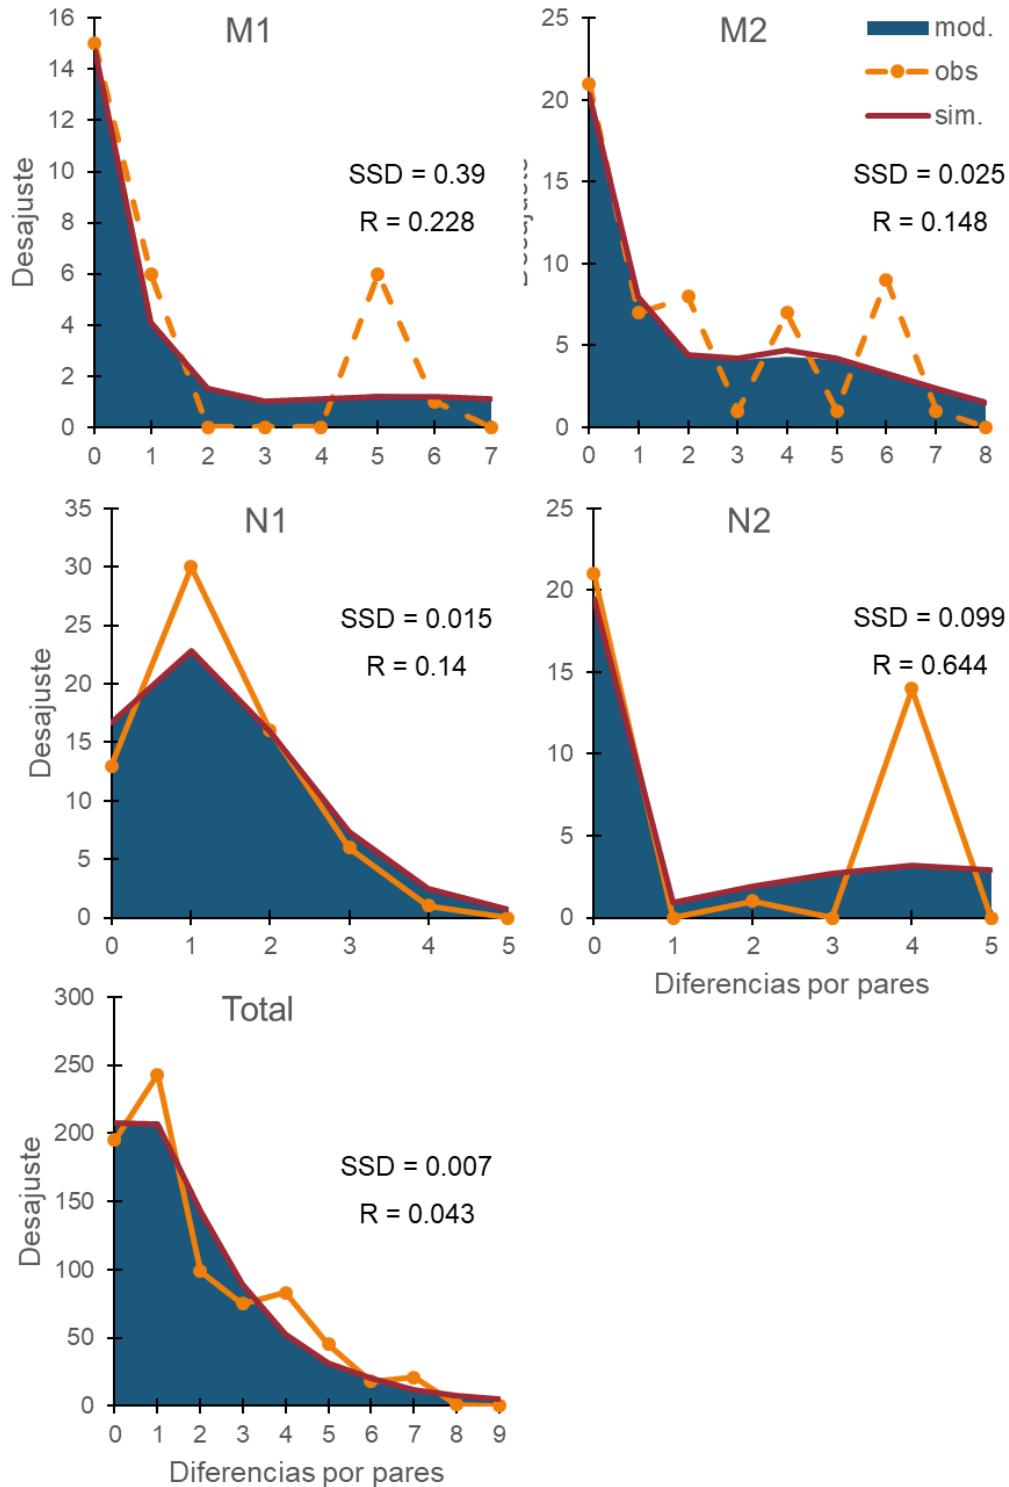 M1
16
14
12
10
8
6
4
2
0
Desajuste
SSD = 0.39
R = 0.228
0 1 2 3 4 5 6 7
M2
mod.
obs
sim.
25
20
15
10
5
0
SSD = 0.025
R = 0.148
0 1 2 3 4 5 6 7 8
N1
35
30
25
20
15
10
5
0
Desajuste
SSD = 0.015
R = 0.14
0 1 2 3 4 5
N2
25
20
15
10
5
0
SSD = 0.099
R = 0.644
0 1 2 3 4 5
Diferencias por pares
Total
300
250
200
150
100
50
0
Desajuste
SSD = 0.007
R = 0.043
0 1 2 3 4 5 6 7 8 9
Diferencias por pares